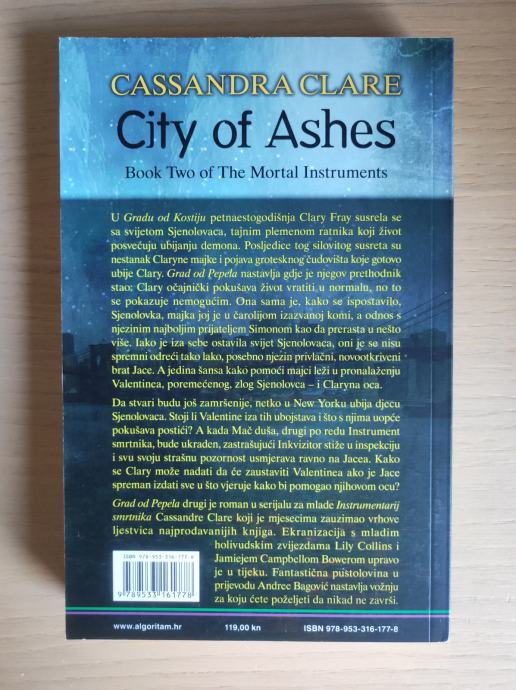 CASSANDRA CLARE
City of Ashes
Book Two of The Mortal Instruments
U Gradu od Kostiju petnaestogodišnja Clary Fray susrela se
sa svijetom Sjenolovaca, tajnim plemenom ratnika koji život
posvećuju ubijanju demona. Posljedice tog silovitog susreta su
nestanak Claryne majke i pojava grotesknog čudovišta koje gotovo
ubije Clary. Grad od Pepela nastavlja gdje je njegov prethodnik
stao: Clary očajnički pokušava život vratiti u normalu, no to
se pokazuje nemogućim. Ona sama je, kako se ispostavilo,
Sjenolovka, majka joj je u čarolijom izazvanoj komi, a odnos s
njezinim najboljim prijateljem Simonom kao da prerasta u nešto
više. Iako je iza sebe ostavila svijet Sjenolovaca, oni je se nisu
spremni odreći tako lako, posebno njezin privlačni, novootkriveni
brat Jace. A jedina šansa kako pomoći majci leži u pronalaženju
Valentinea, poremećenog, zlog Sjenolovca – i Claryna oca.
Da stvari budu još zamršenije, netko u New Yorku ubija djecu
Sjenolovaca. Stoji li Valentine iza tih ubojstava i što s njima uopće
pokušava postići? A kada Mač duša, drugi po redu Instrument
smrtnika, bude ukraden, zastrašujući Inkvizitor stiže u inspekciju
i svu svoju strašnu pozornost usmjerava ravno na Jacea. Kako
se Clary može nadati da će zaustaviti Valentinea ako je Jace
spreman izdati sve u što vjeruje kako bi pomogao njihovom ocu?
Grad od Pepela drugi je roman u serijalu za mlade Instrumentarij
smrtnika Cassandre Clare koji je mjesecima zauzimao vrhove
ljestvica najprodavanijih knjiga. Ekranizacija s mladim
holivudskim zvijezdama Lily Collins i
Jamiejem Campbellom Bowerom upravo
je u tijeku. Fantastična pustolovina u
prijevodu Andree Bagović nastavlja vožnju
za koju ćete poželjeti da nikad ne završi.
ISBN 978-953-316-177-8
9 789533 161778
www.algoritam.hr 119,00 kn ISBN 978-953-316-177-8